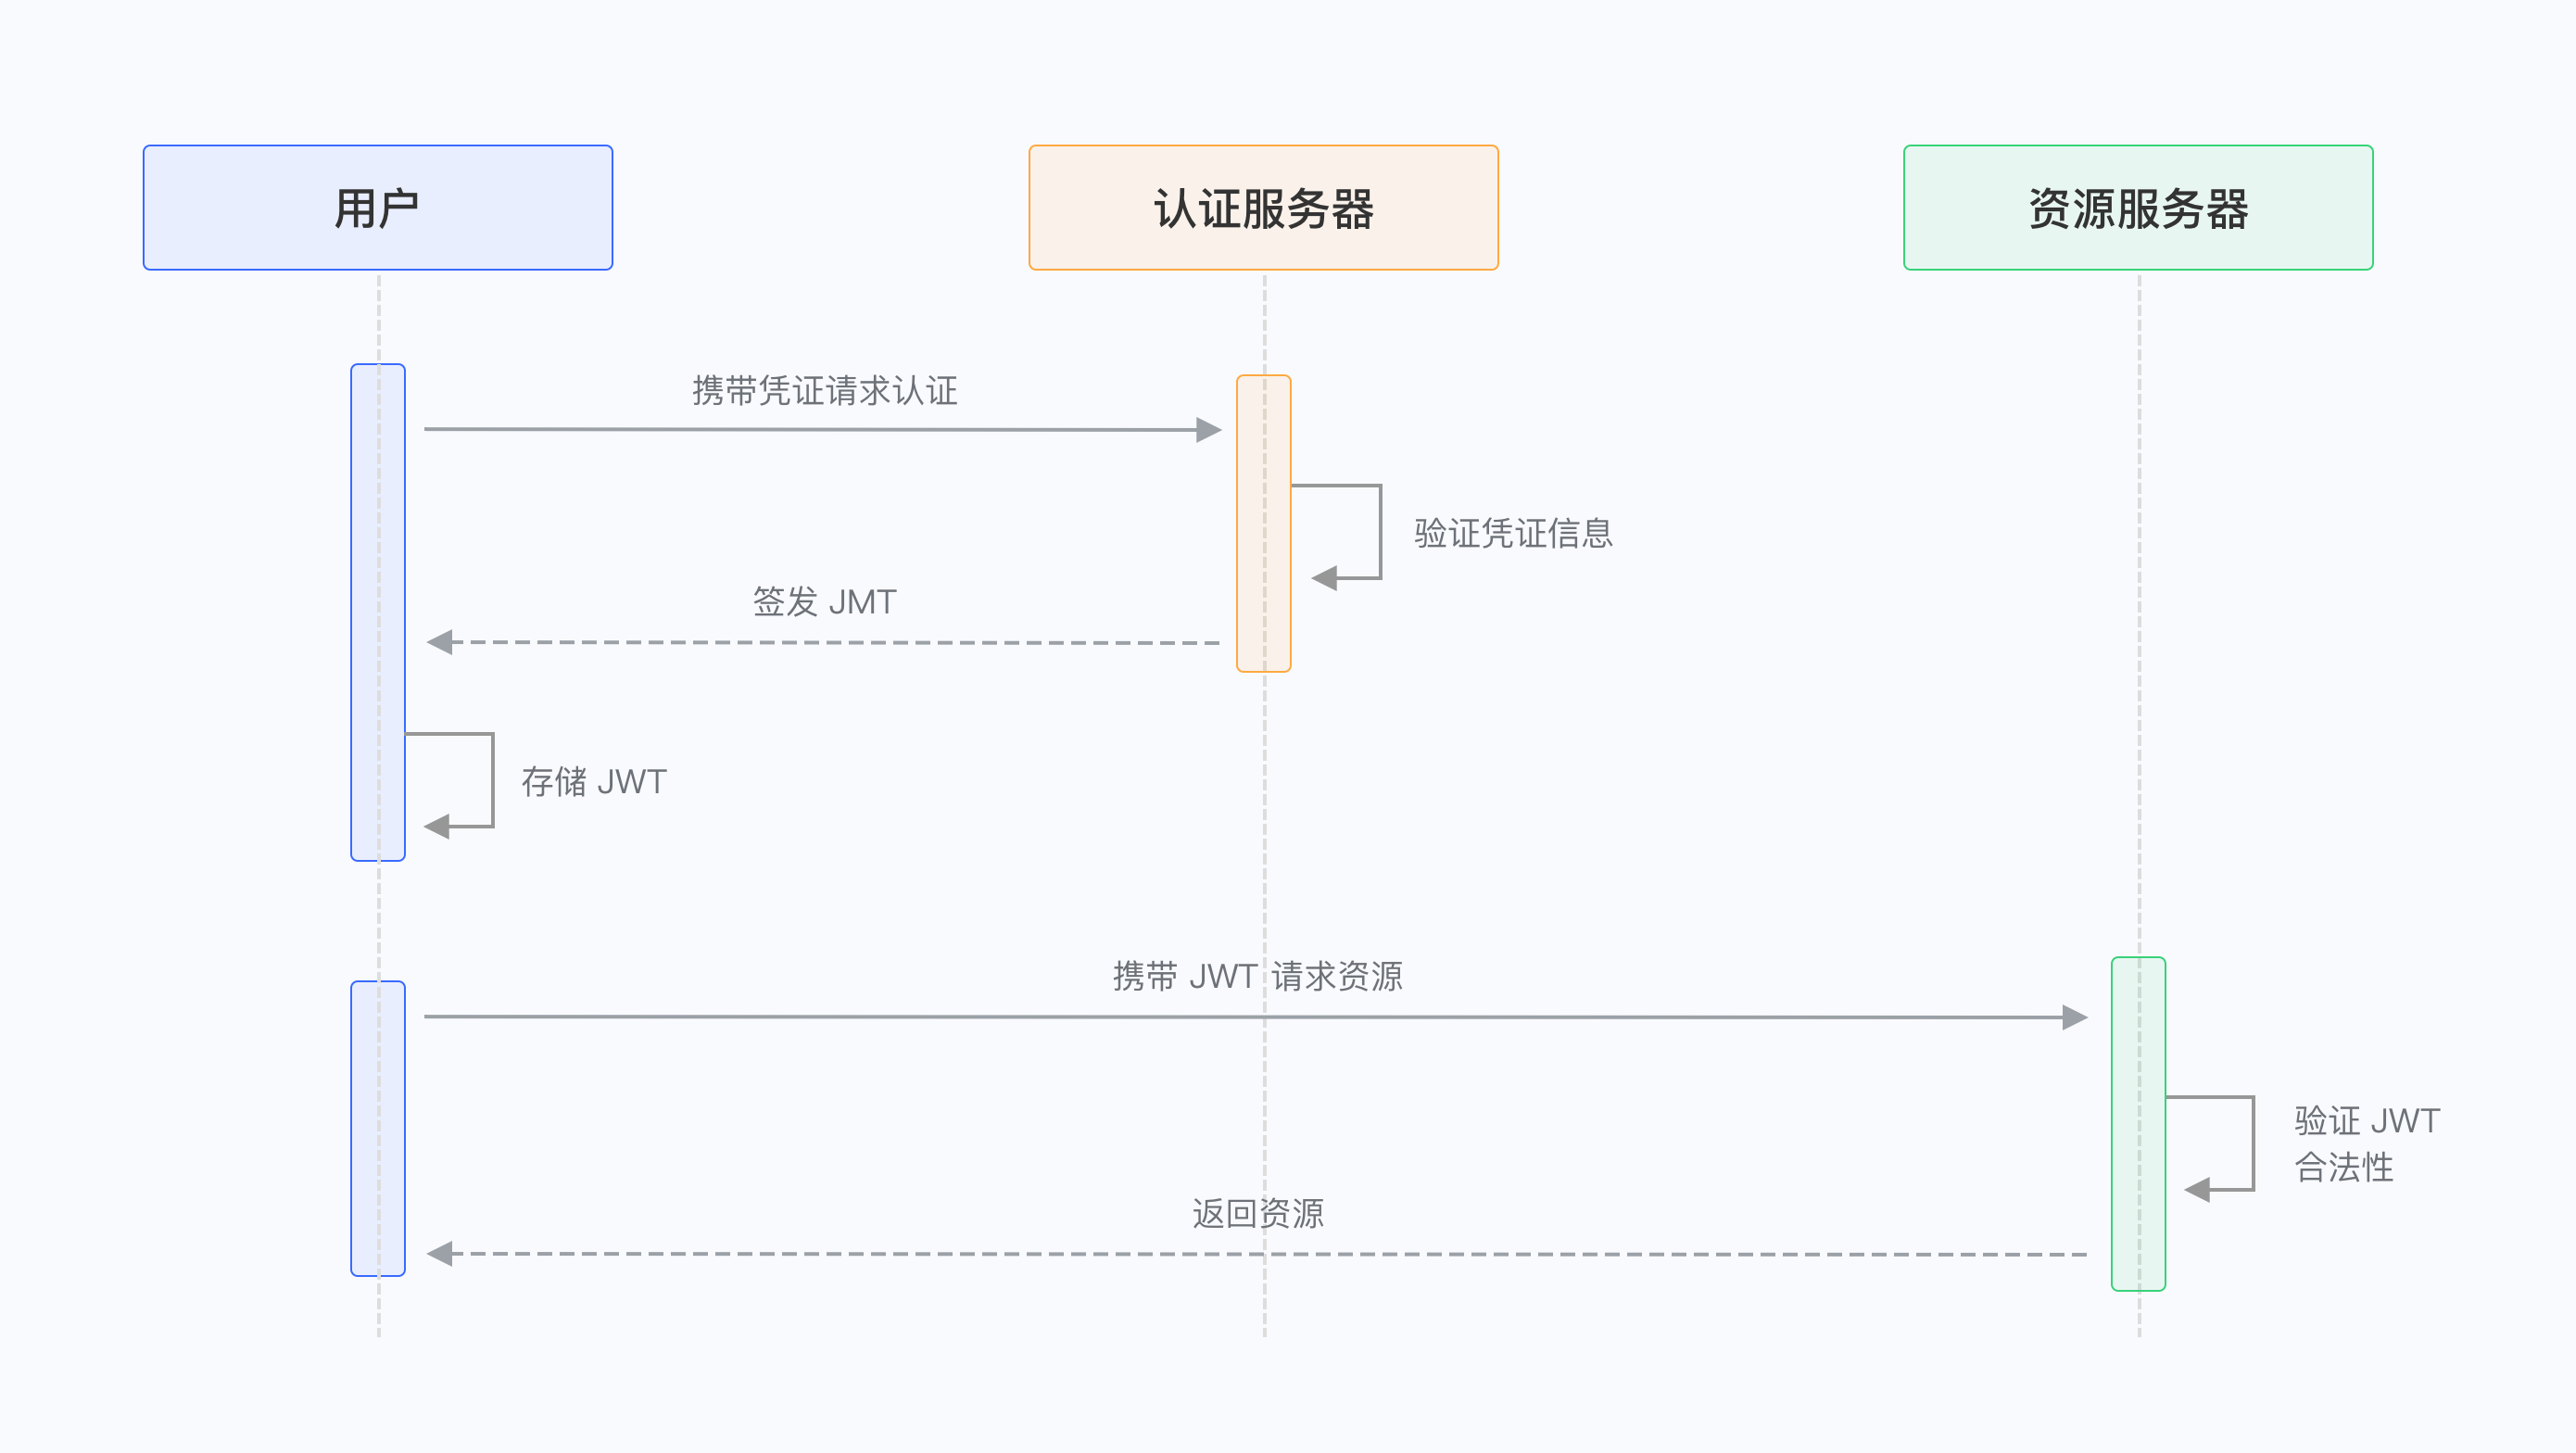 用户
认证服务器
资源服务器
携带凭证请求认证
验证凭证信息
签发 JMT
存储 JWT
携带 JWT 请求资源
验证 JWT
合法性
返回资源